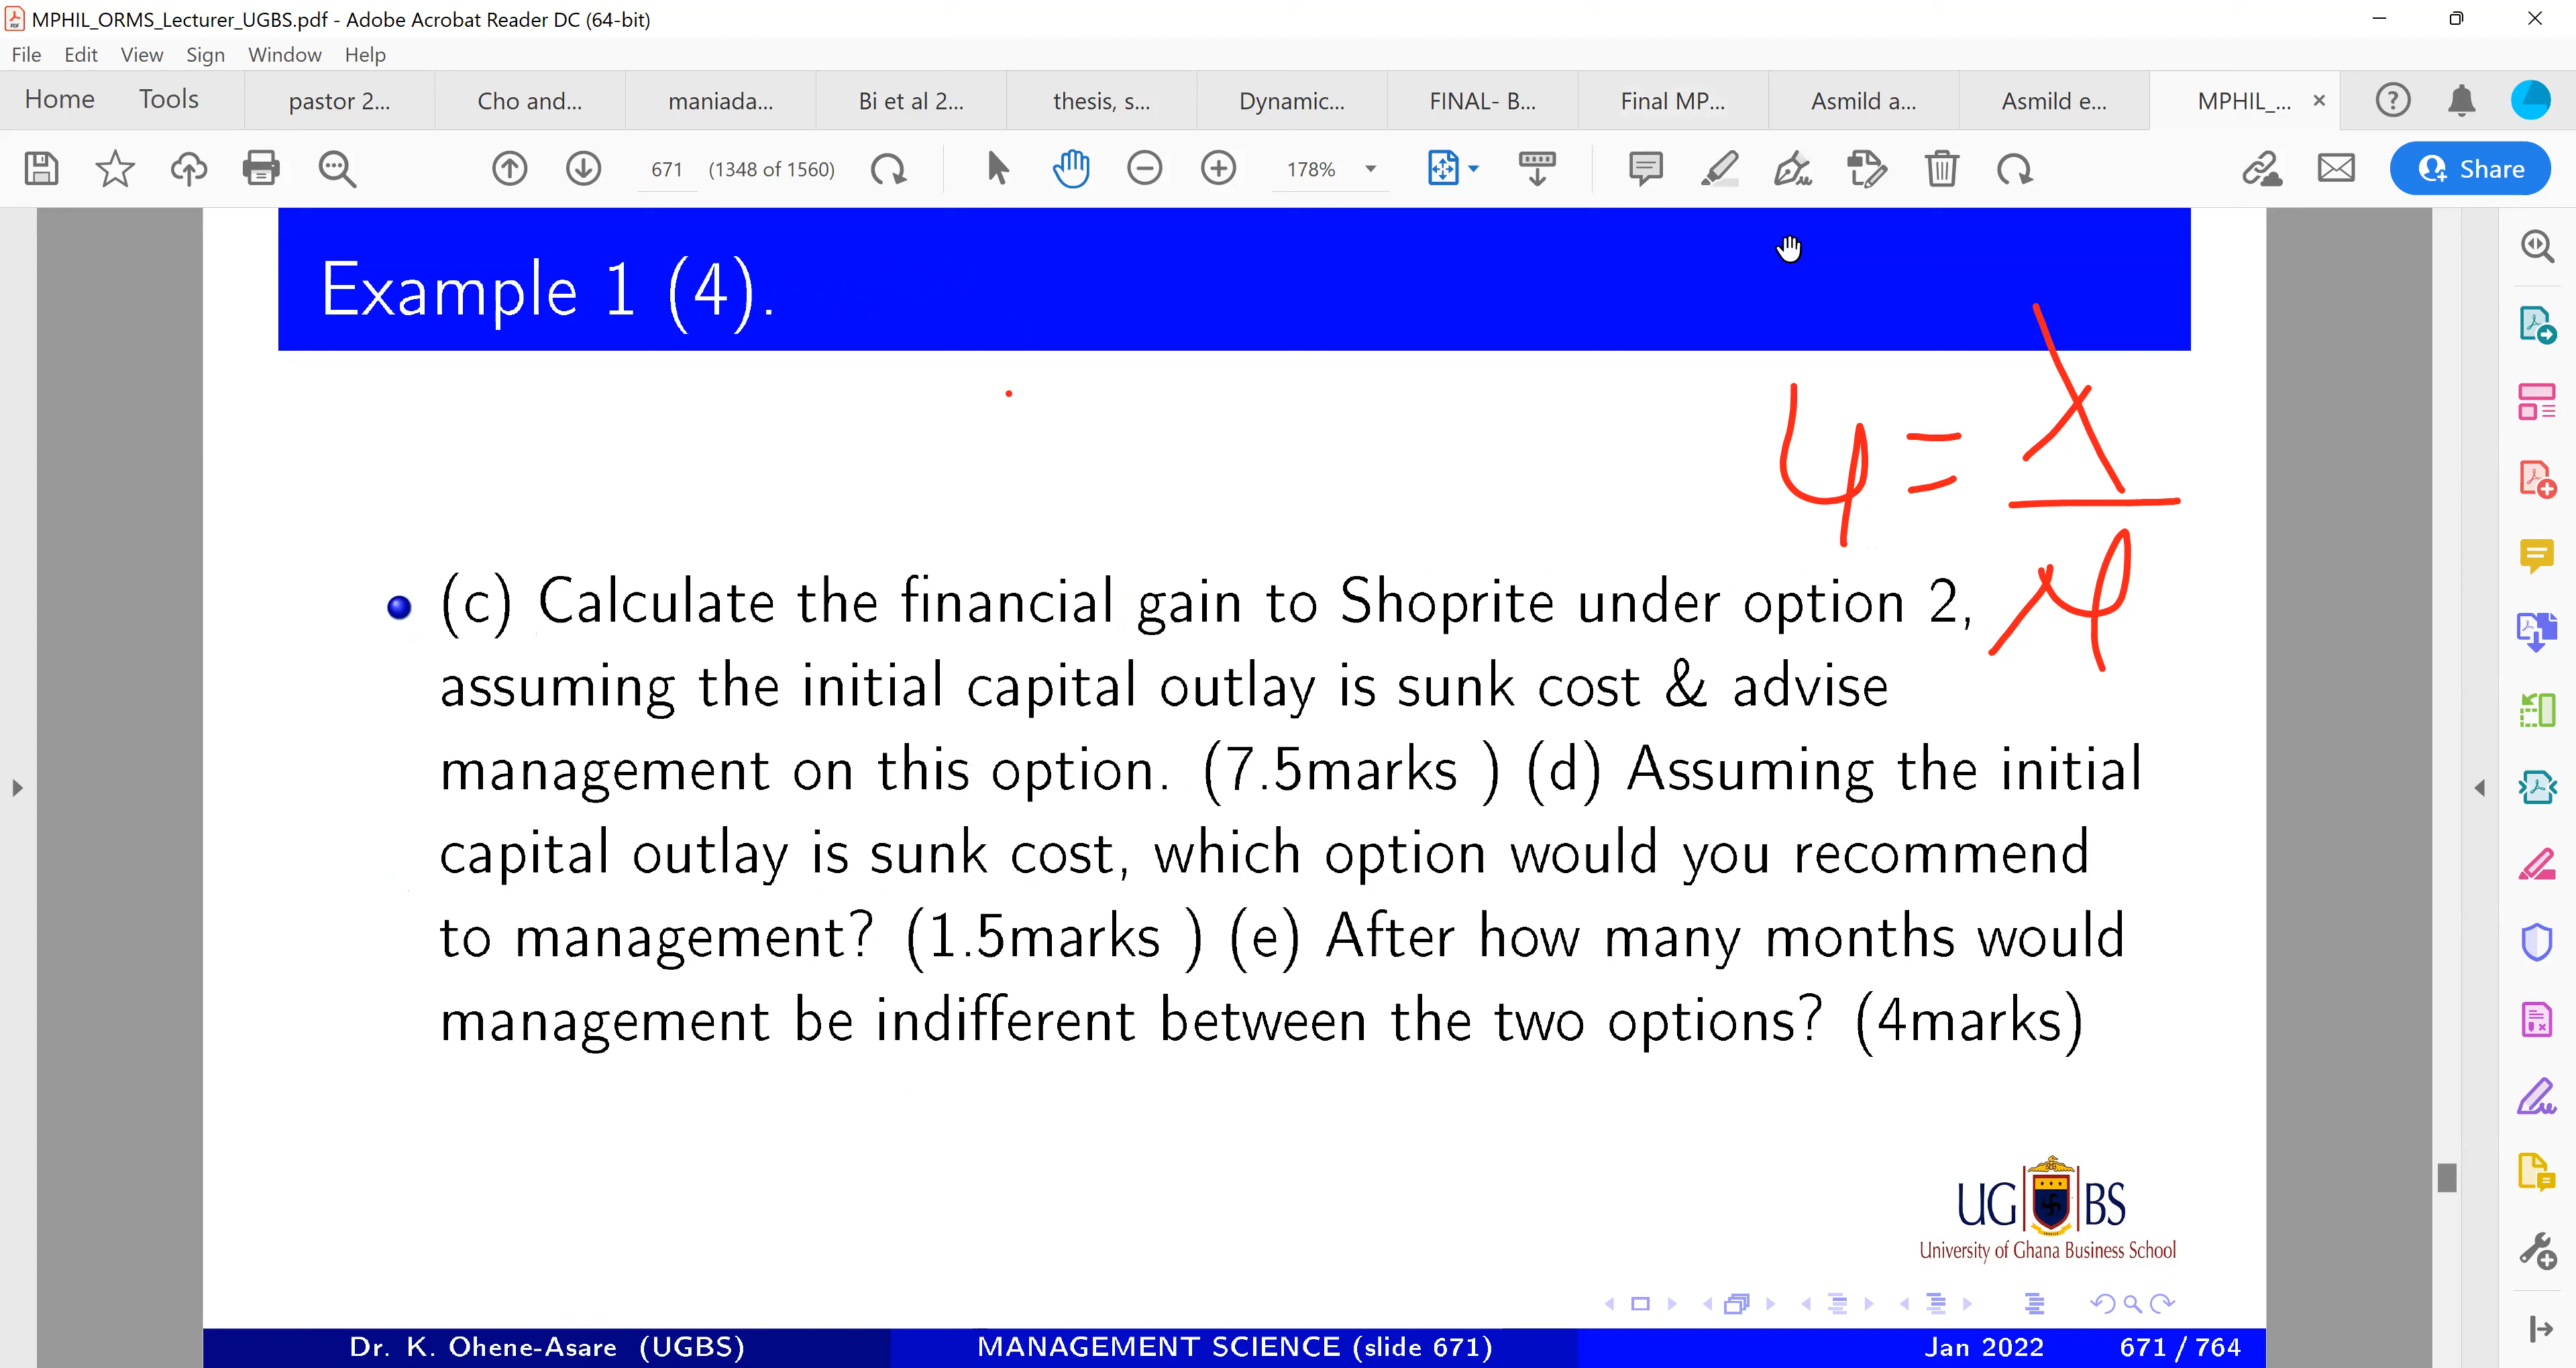 MPHIL_ORMS_Lecturer_UGBS.pdf - Adobe Acrobat Reader DC (64-bit)
File Edit View Sign Window Help
Home Tools pastor 2... Cho and... maniada... Bi et al 2... thesis, s... Dynamic... FINAL- B... Final MP... Asmild a... Asmild e... MPHIL_...
671 (1348 of 1560) 178% Share
Example 1 (4).
φ = λ
μ
(c) Calculate the financial gain to Shoprite under option 2,
assuming the initial capital outlay is sunk cost & advise
management on this option. (7.5marks ) (d) Assuming the initial
capital outlay is sunk cost, which option would you recommend
to management? (1.5marks ) (e) After how many months would
management be indifferent between the two options? (4marks)
UG BS
University of Ghana Business School
Dr. K. Ohene-Asare (UGBS) MANAGEMENT SCIENCE (slide 671) Jan 2022 671 / 764